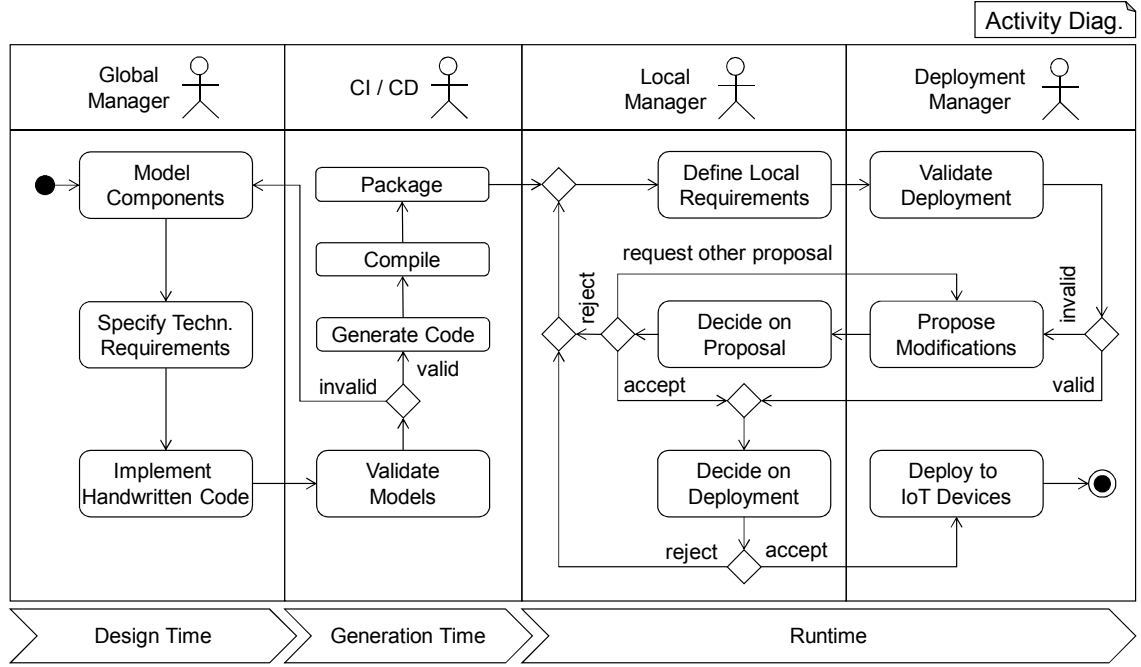 Activity Diag.
Global
Manager
CI / CD
Local
Manager
Deployment
Manager
Model
Components
Package
Define Local
Requirements
Validate
Deployment
Compile
request other proposal
Specify Techn.
Requirements
Generate Code
reject
Decide on
Proposal
Propose
Modifications
invalid
invalid
valid
accept
valid
Implement
Handwritten Code
Validate
Models
Decide on
Deployment
Deploy to
IoT Devices
reject
accept
Design Time
Generation Time
Runtime